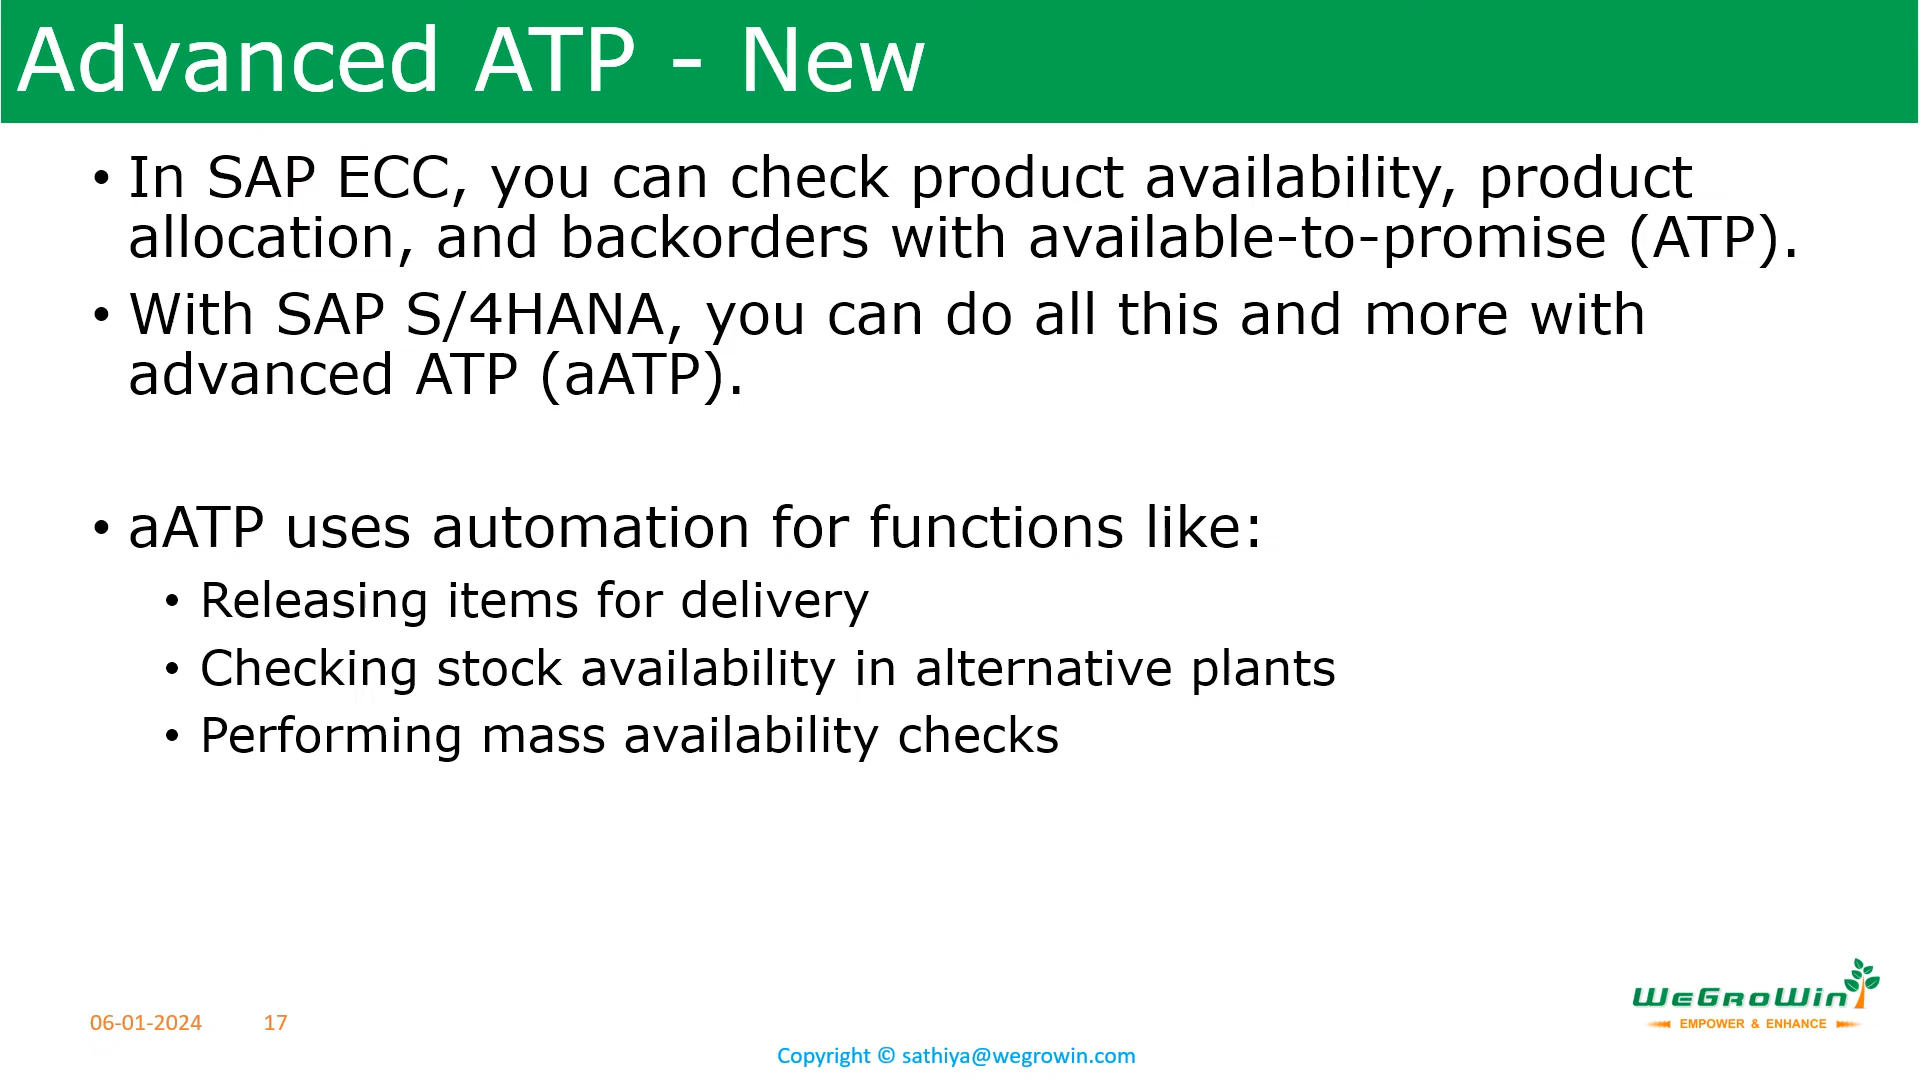 Advanced ATP - New
• In SAP ECC, you can check product availability, product
allocation, and backorders with available-to-promise (ATP).
• With SAP S/4HANA, you can do all this and more with
advanced ATP (aATP).
• aATP uses automation for functions like:
• Releasing items for delivery
• Checking stock availability in alternative plants
• Performing mass availability checks
WeGroWin
EMPOWER & ENHANCE
06-01-2024 17
Copyright © sathiya@wegrowin.com